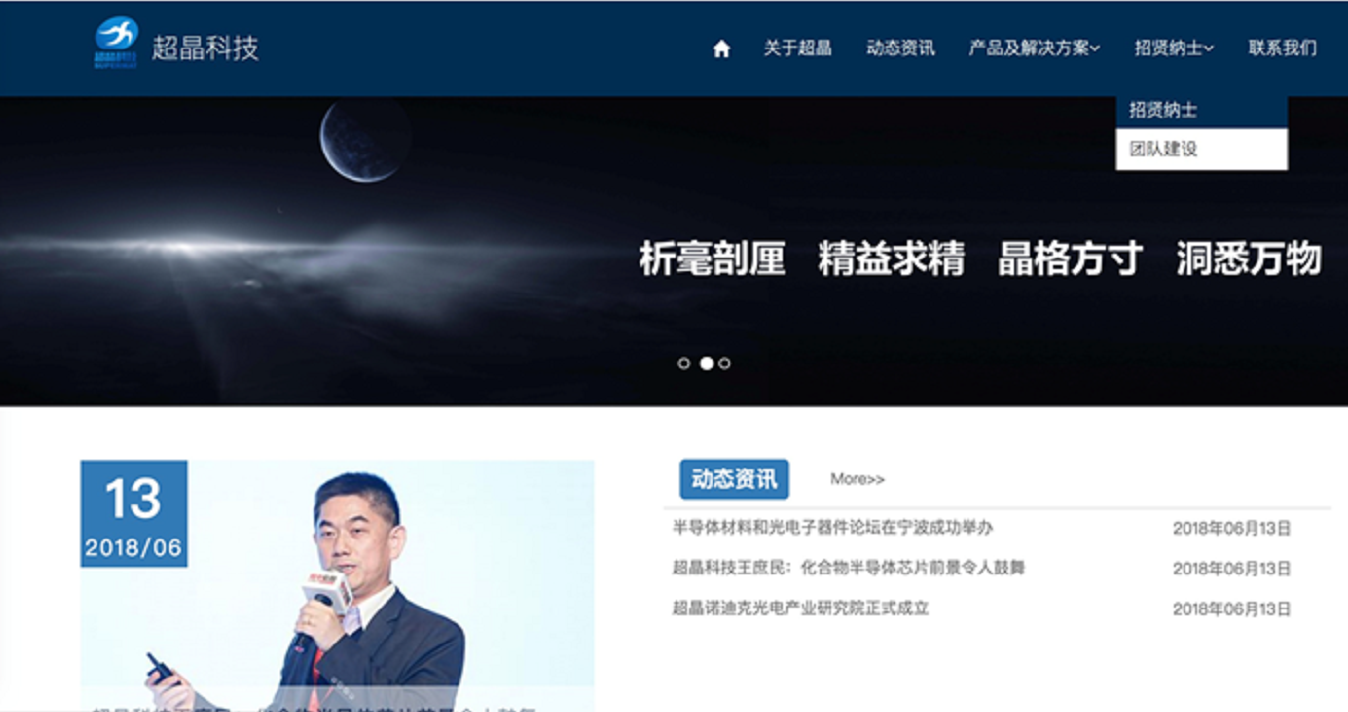 超晶科技
关于超晶 动态资讯 产品及解决方案 招贤纳士 联系我们
招贤纳士
团队建设
析毫剖厘 精益求精 晶格方寸 洞悉万物
13
2018/06
动态资讯 More>>
半导体材料和光电子器件论坛在宁波成功举办 2018年06月13日
超晶科技王庶民：化合物半导体芯片前景令人鼓舞 2018年06月13日
超晶诺迪克光电产业研究院正式成立 2018年06月13日